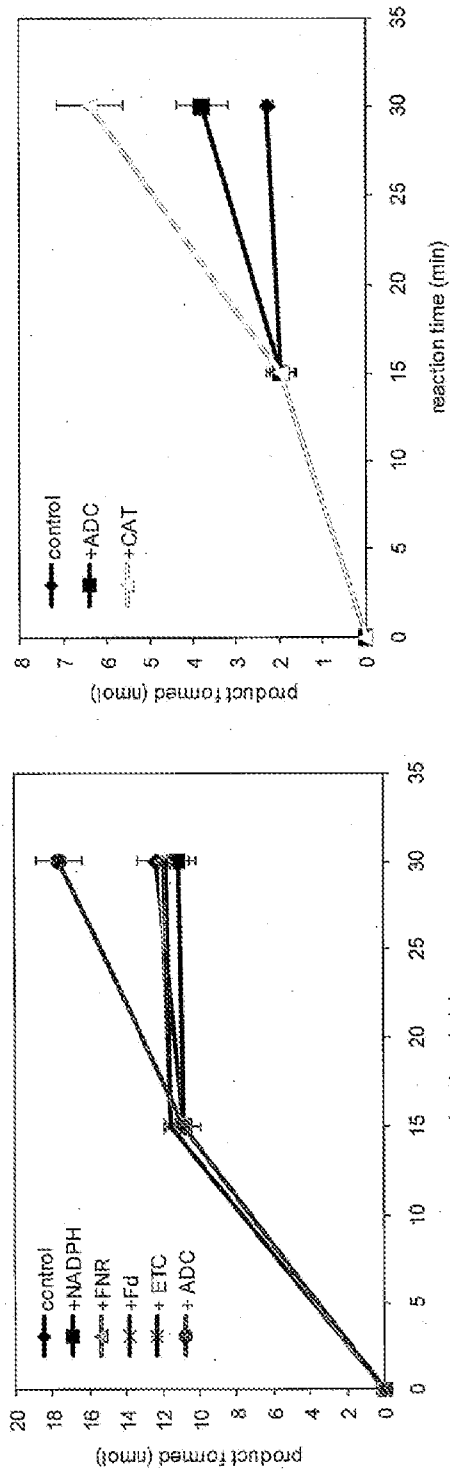 product formed (nmol)
20
18
16
14
12
10
8
6
4
2
0
control
+NADPH
+FNR
+Fd
+ ETC
+ ADC
0 5 10 15 20 25 30 35
product formed (nmol)
8
7
6
5
4
3
2
1
0
control
+ADC
+CAT
0 5 10 15 20 25 30 35
reaction time (min)